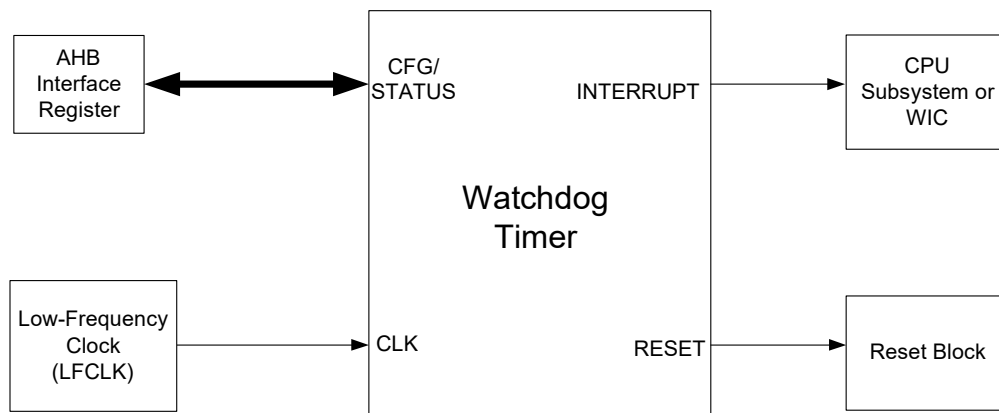 AHB
Interface
Register
CFG/
STATUS
INTERRUPT
CPU
Subsystem or
WIC
Watchdog
Timer
Low-Frequency
Clock
(LFCLK)
CLK
RESET
Reset Block